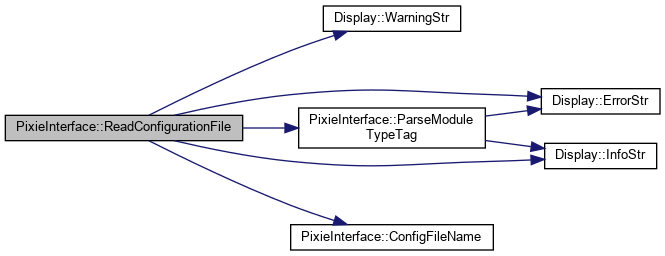 Display::WarningStr
Display::ErrorStr
PixieInterface::ReadConfigurationFile
PixieInterface::ParseModule
TypeTag
Display::InfoStr
PixieInterface::ConfigFileName